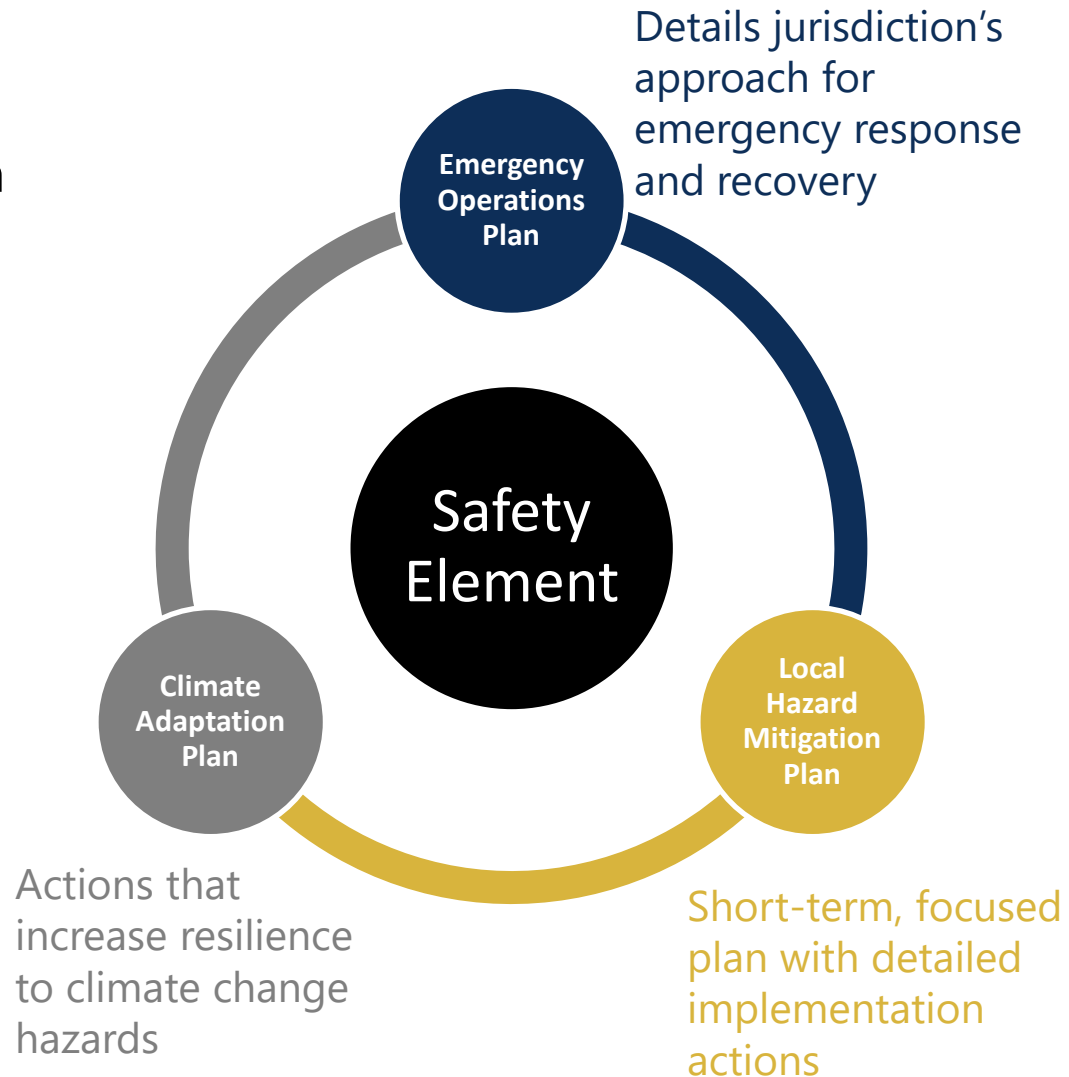 Details jurisdiction’s
approach for
emergency response
and recovery
Emergency
Operations
Plan
Safety
Element
Climate
Adaptation
Plan
Local
Hazard
Mitigation
Plan
Actions that
increase resilience
to climate change
hazards
Short-term, focused
plan with detailed
implementation
actions